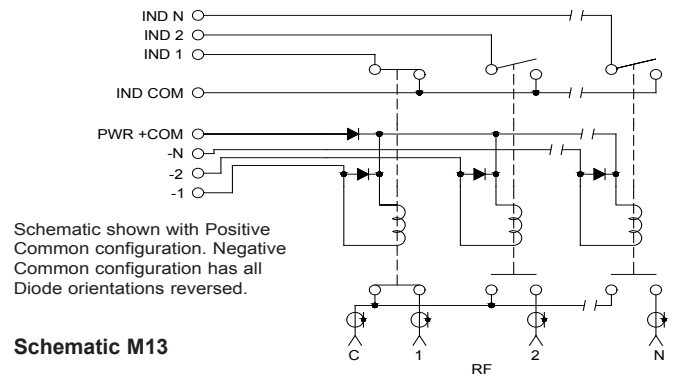 IND N
IND 2
IND 1
IND COM
PWR +COM
-N
-2
-1
Schematic shown with Positive
Common configuration. Negative
Common configuration has all
Diode orientations reversed.
Schematic M13
C
1
2
N
RF